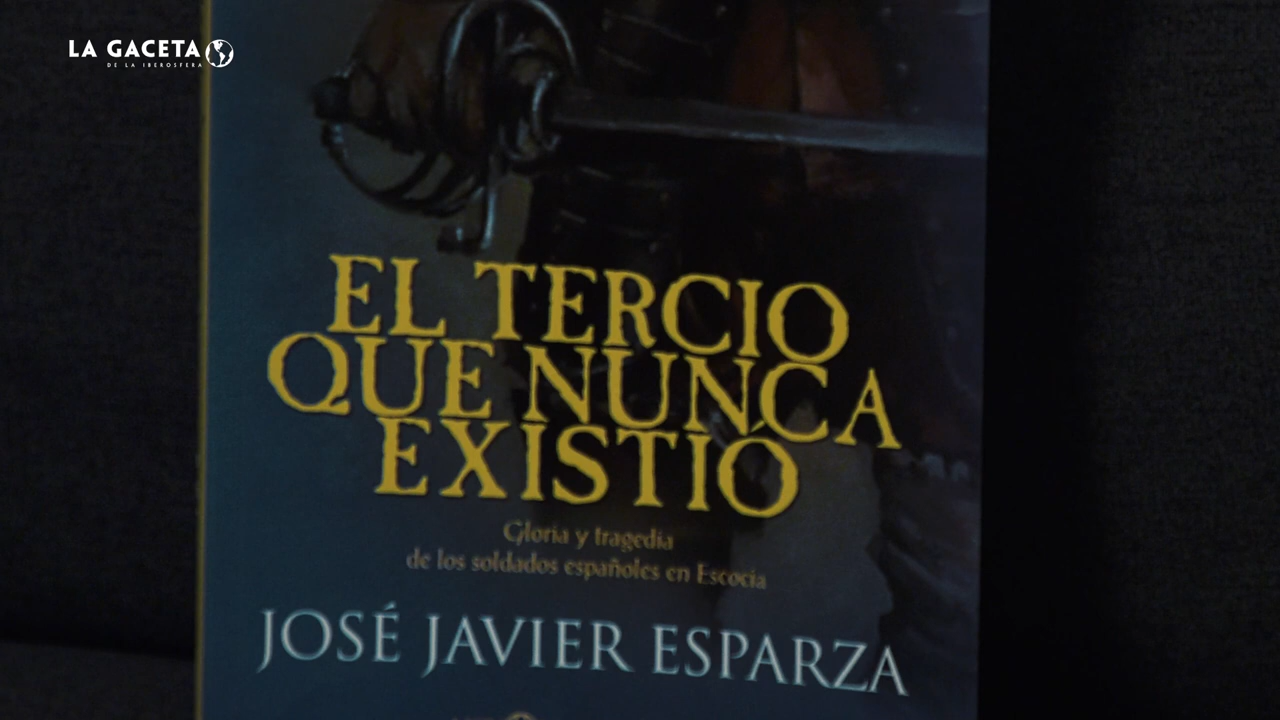 LA GACETA
DE LA IBEROSFERA
EL TERCIO
QUE NUNCA
EXISTIÓ
Gloria y tragedia
de los soldados españoles en Escocia
JOSÉ JAVIER ESPARZA